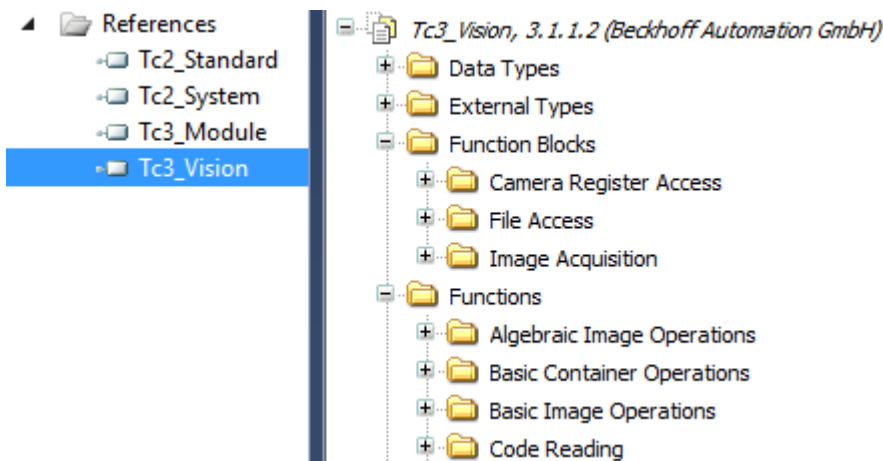 References
Tc2_Standard
Tc2_System
Tc3_Module
Tc3_Vision
Tc3_Vision, 3.1.1.2 (Beckhoff Automation GmbH)
Data Types
External Types
Function Blocks
Camera Register Access
File Access
Image Acquisition
Functions
Algebraic Image Operations
Basic Container Operations
Basic Image Operations
Code Reading